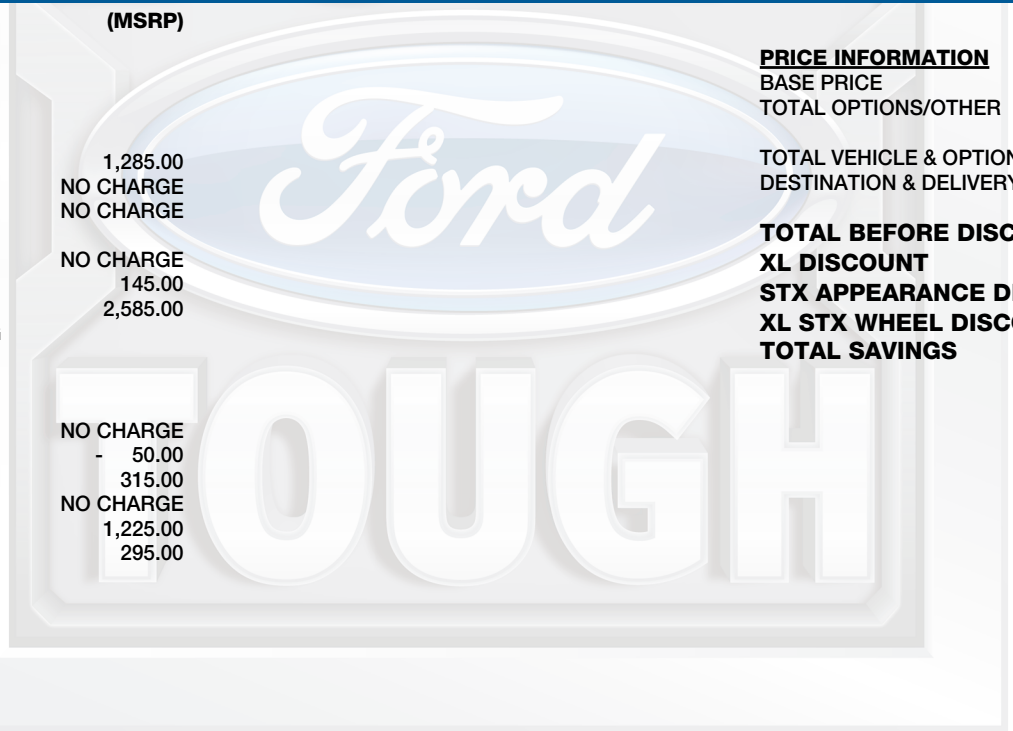 (MSRP)
1,285.00
NO CHARGE
NO CHARGE
NO CHARGE
145.00
2,585.00
NO CHARGE
- 50.00
315.00
NO CHARGE
1,225.00
295.00
PRICE INFORMATION
BASE PRICE
TOTAL OPTIONS/OTHER
TOTAL VEHICLE & OPTION
DESTINATION & DELIVERY
TOTAL BEFORE DISC
XL DISCOUNT
STX APPEARANCE D
XL STX WHEEL DISCO
TOTAL SAVINGS
Ford
TOUGH